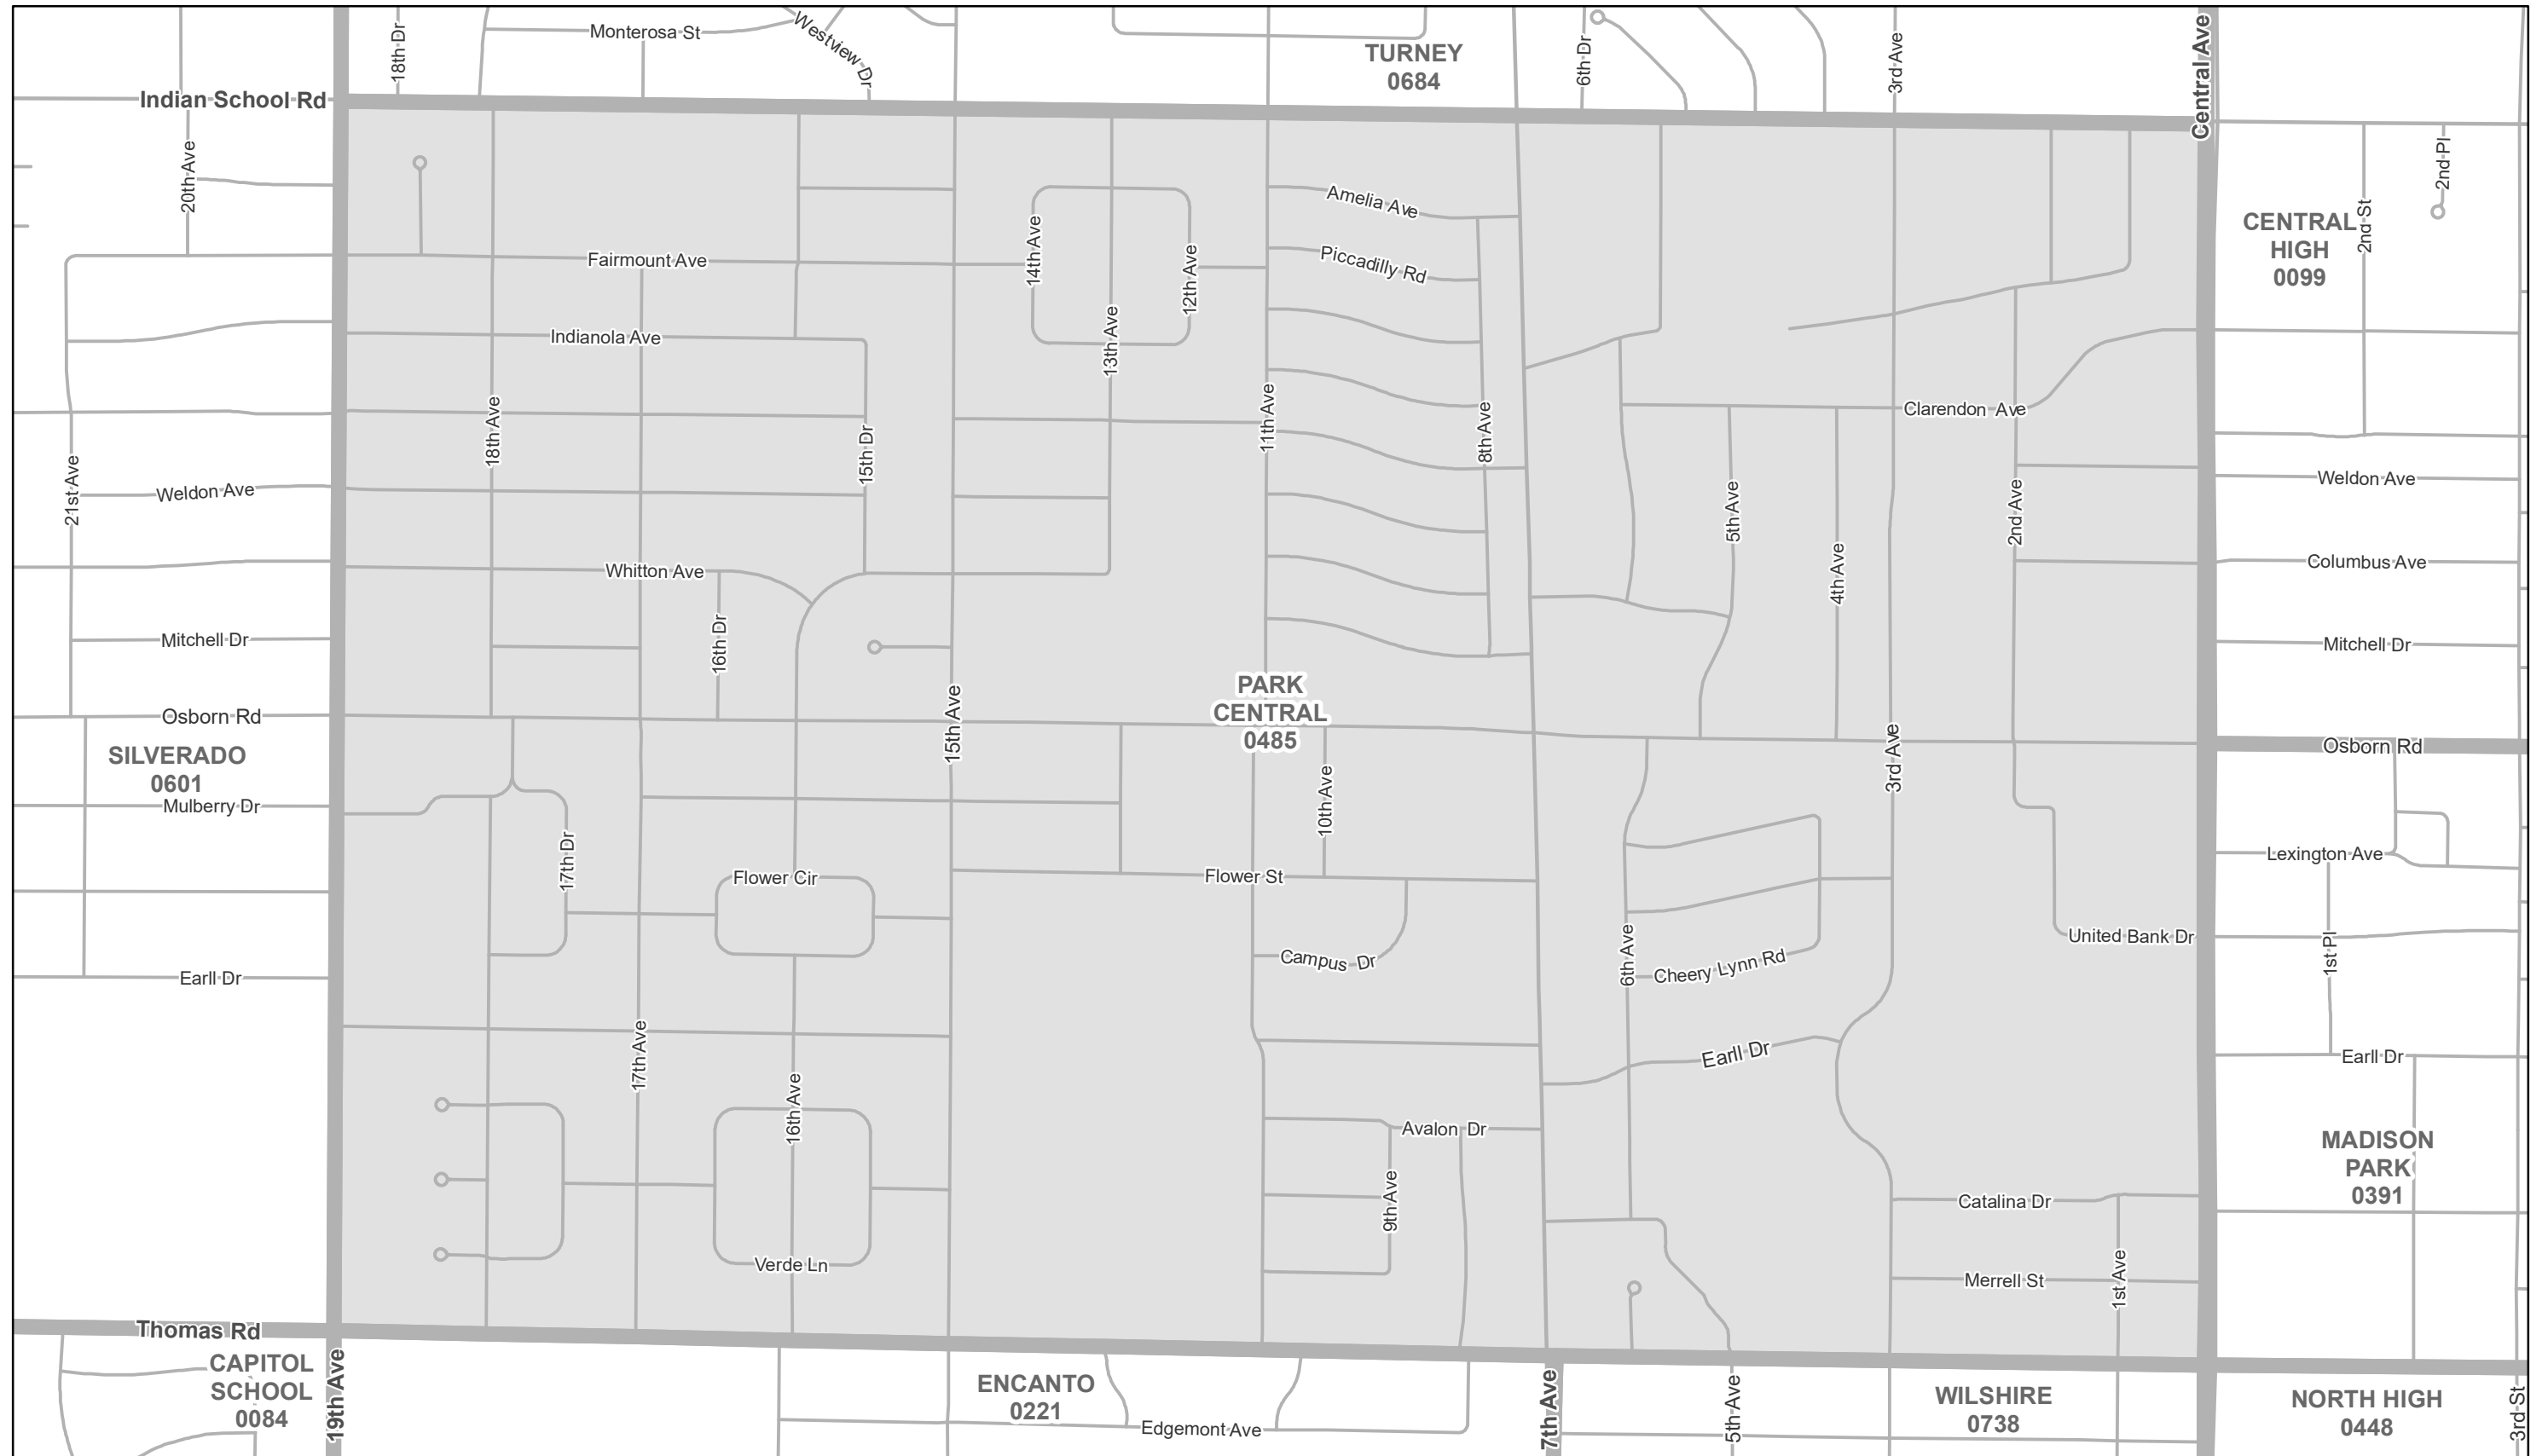 Monterosa St
Westview Dr
18th Dr
TURNEY
0684
6th Dr
3rd Ave
Central Ave
Indian School Rd
20th Ave
2nd Pl
2nd St
CENTRAL
HIGH
0099
Amelia Ave
Piccadilly Rd
Fairmount Ave
14th Ave
12th Ave
13th Ave
Indianola Ave
18th Ave
15th Dr
11th Ave
8th Ave
Clarendon Ave
21st Ave
Weldon Ave
5th Ave
4th Ave
2nd Ave
Weldon Ave
Columbus Ave
Whitton Ave
16th Dr
Mitchell Dr
Mitchell Dr
15th Ave
PARK
CENTRAL
0485
Osborn Rd
3rd Ave
Osborn Rd
SILVERADO
0601
Mulberry Dr
10th Ave
17th Dr
Flower Cir
Flower St
Lexington Ave
Campus Dr
6th Ave
Cheery Lynn Rd
United Bank Dr
1st Pl
Earll Dr
17th Ave
Earll Dr
Earll Dr
16th Ave
Avalon Dr
9th Ave
MADISON
PARK
0391
Catalina Dr
Verde Ln
Merrell St
1st Ave
Thomas Rd
CAPITOL
SCHOOL
0084
19th Ave
ENCANTO
0221
Edgemont Ave
7th Ave
5th Ave
WILSHIRE
0738
NORTH HIGH
0448
3rd St